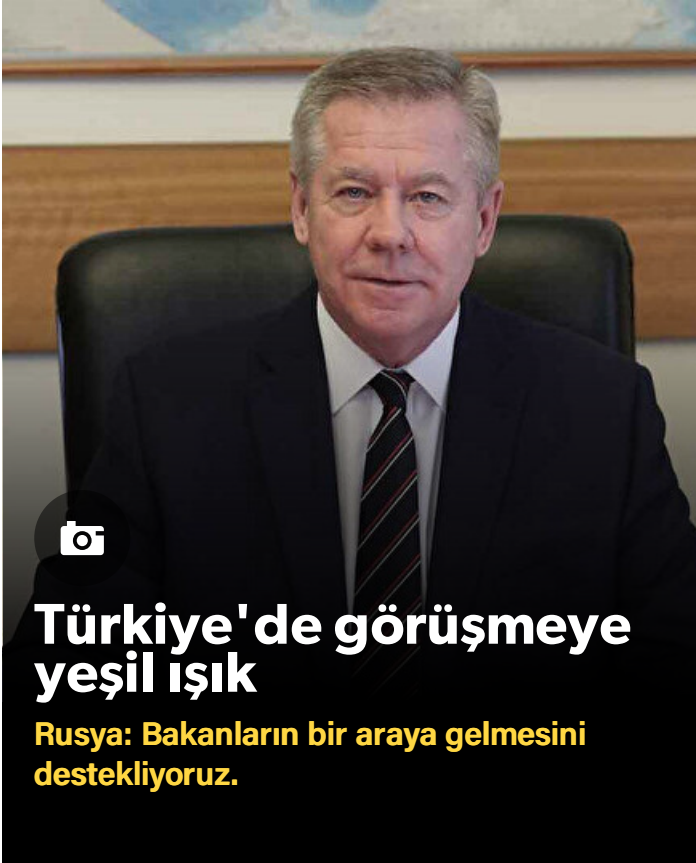 Türkiye'de görüşmeye
yeşil ışık
Rusya: Bakanların bir araya gelmesini
destekliyoruz.